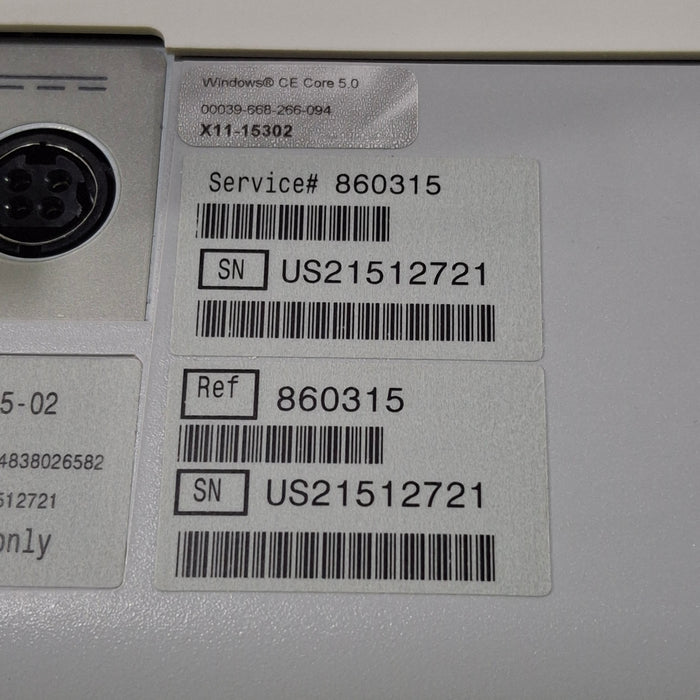 Windows® CE Core 5.0
00039-668-266-094
X11-15302
Service# 860315
SN US21512721
Ref 860315
SN US21512721
5-02
4838026582
512721
only